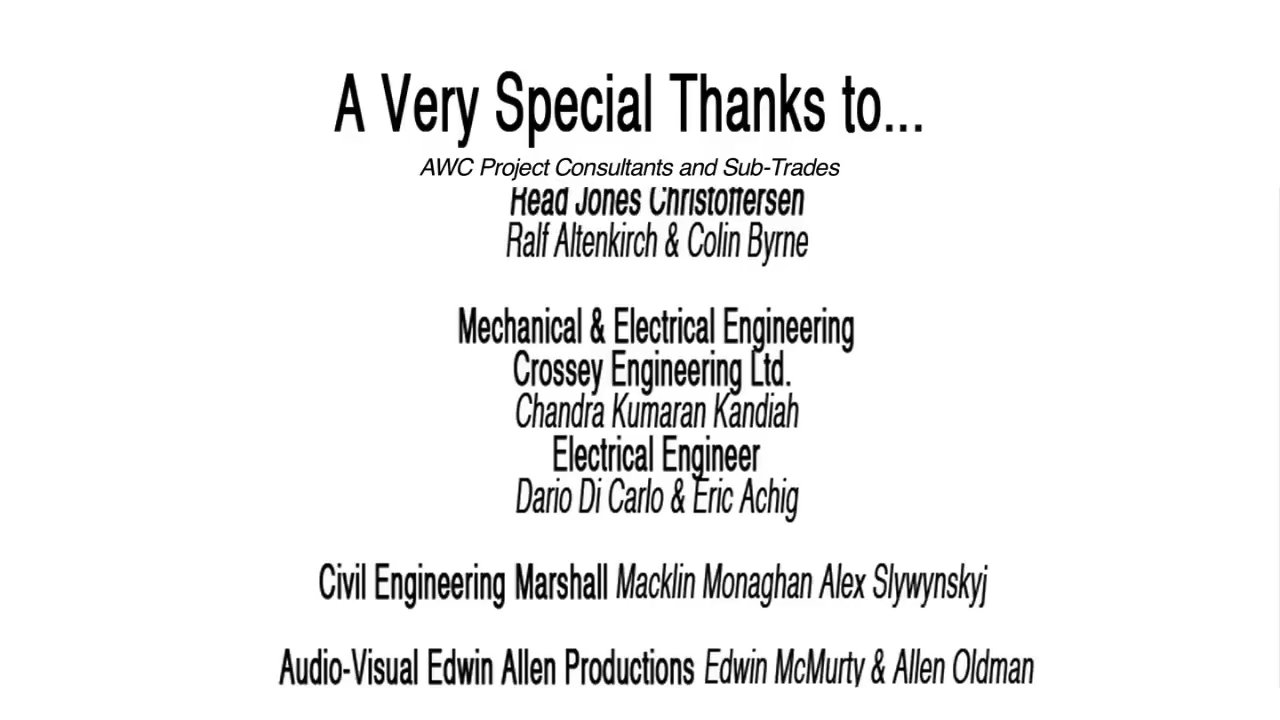 A Very Special Thanks to...
AWC Project Consultants and Sub-Trades
Read Jones Christoffersen
Ralf Altenkirch & Colin Byrne
Mechanical & Electrical Engineering
Crossey Engineering Ltd.
Chandra Kumaran Kandiah
Electrical Engineer
Dario Di Carlo & Eric Achig
Civil Engineering Marshall Macklin Monaghan Alex Slywynskyj
Audio-Visual Edwin Allen Productions Edwin McMurty & Allen Oldman